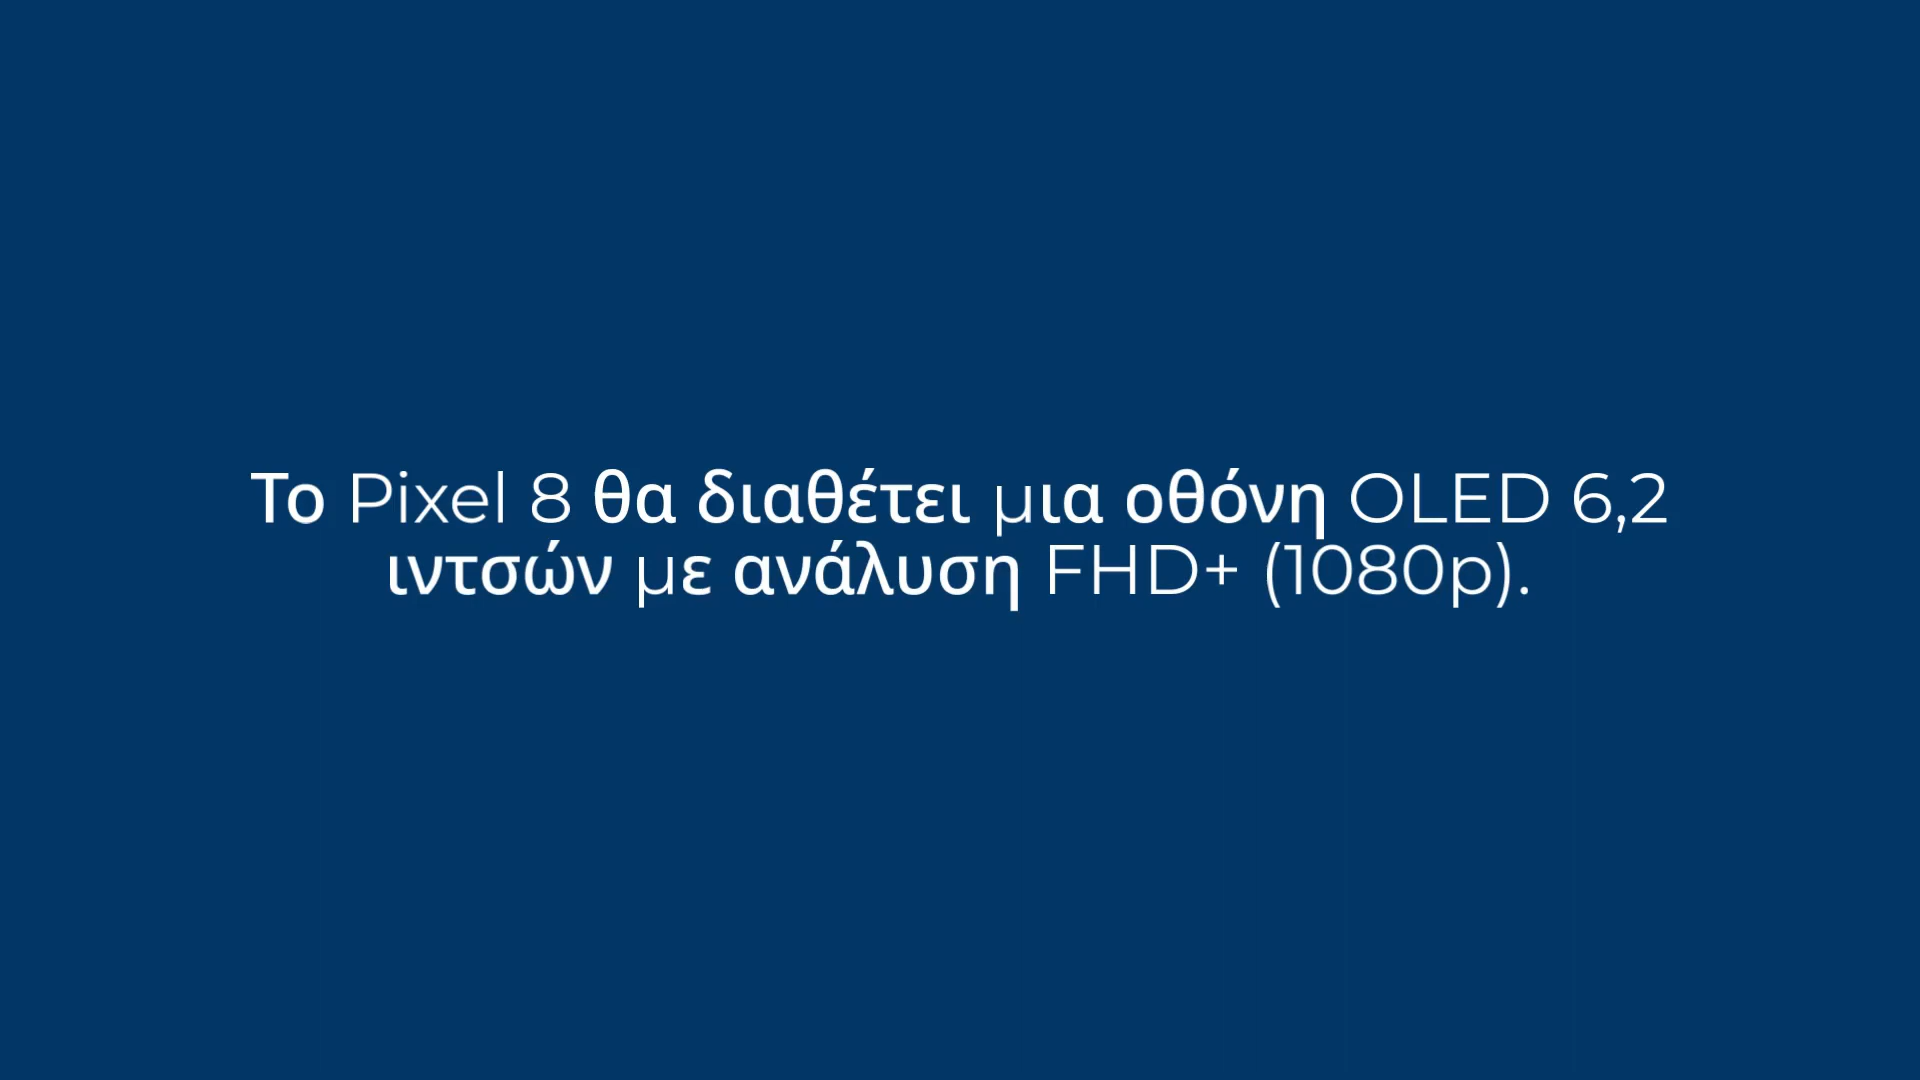 Το Pixel 8 θα διαθέτει μια οθόνη OLED 6,2
ιντσών με ανάλυση FHD+ (1080p).